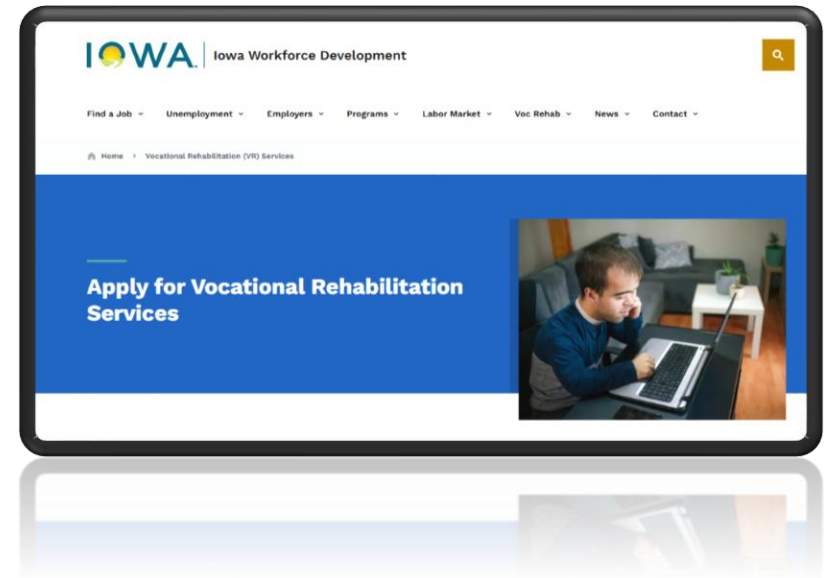 IOWA. Iowa Workforce Development
Find a Job Unemployment Employers Programs Labor Market Voc Rehab News Contact
Home > Vocational Rehabilitation (VR) Services
Apply for Vocational Rehabilitation
Services